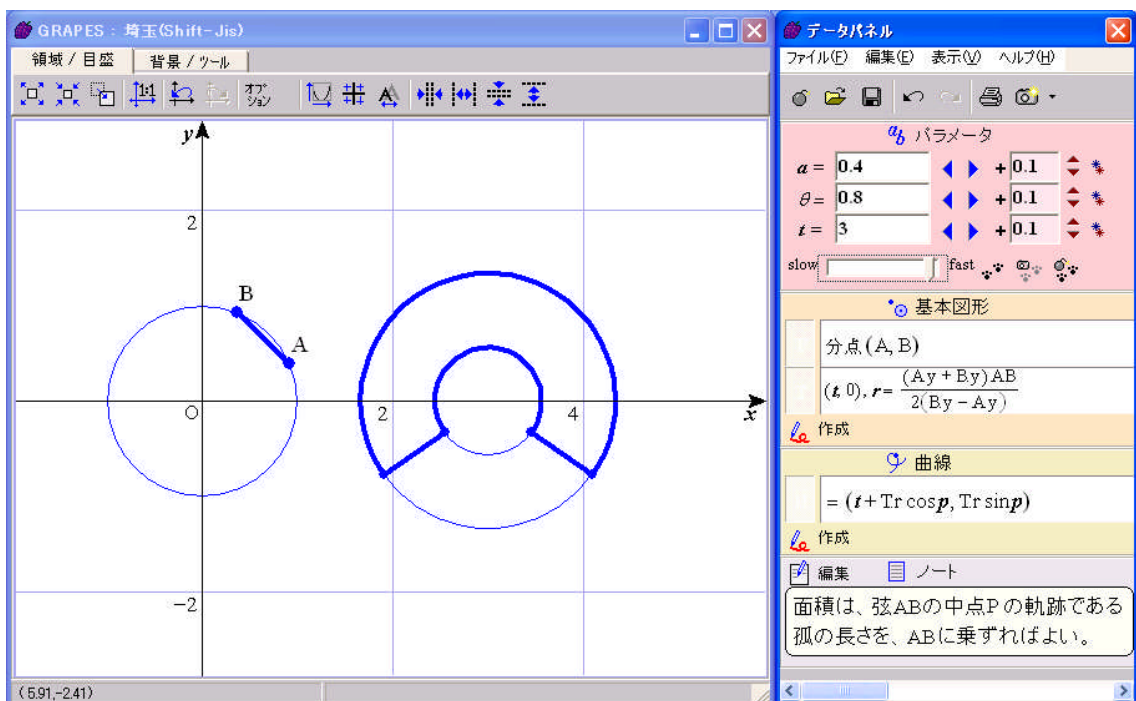 GRAPES : 埼玉(Shift-Jis)
領域 / 目盛 背景 / ツール
1:1 オプション
y
2
B
A
O 2 4 x
−2
(5.91,-2.41)
データパネル
ファイル(F) 編集(E) 表示(V) ヘルプ(H)
ab パラメータ
a = 0.4 + 0.1
θ = 0.8 + 0.1
t = 3 + 0.1
slow fast
基本図形
分点(A, B)
(t, 0), r = (Ay + By)AB / 2(By − Ay)
作成
曲線
= (t + Tr cos p, Tr sin p)
作成
編集 ノート
面積は、弦ABの中点Pの軌跡である
孤の長さを、ABに乗ずればよい。